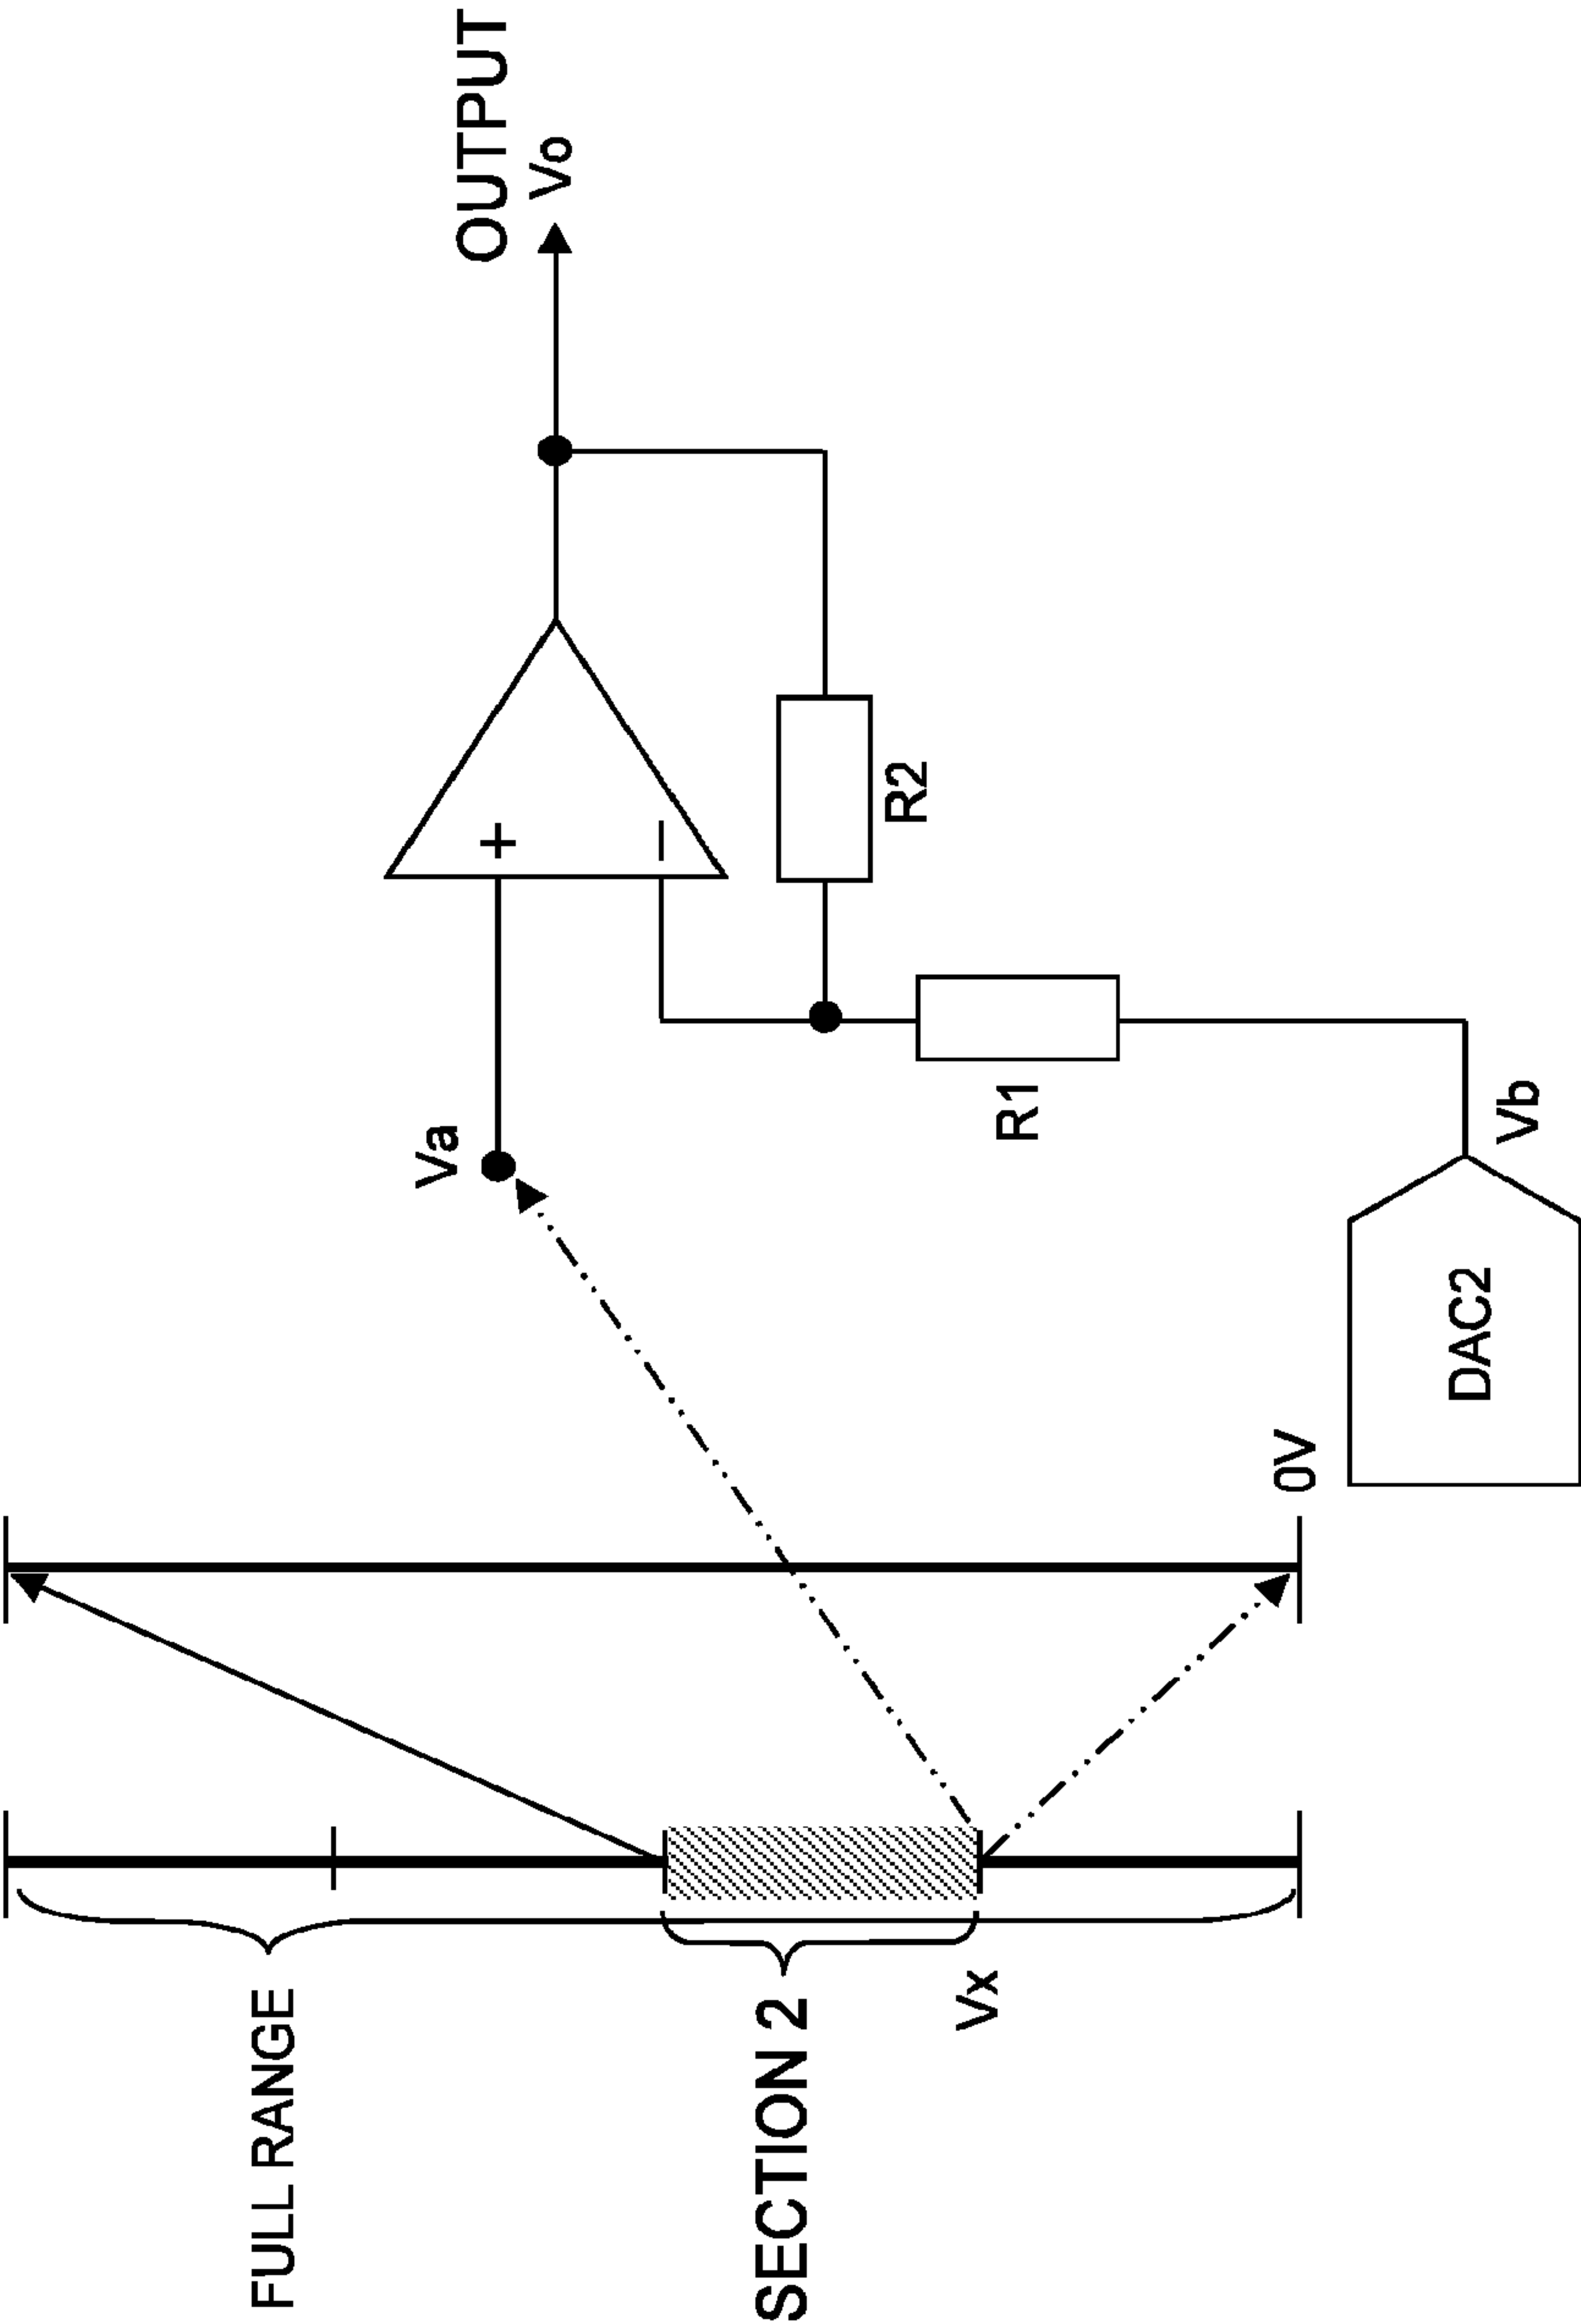 FULL RANGE
SECTION 2
Vx
0V
Va
+
−
R2
R1
DAC2
Vb
OUTPUT
Vo